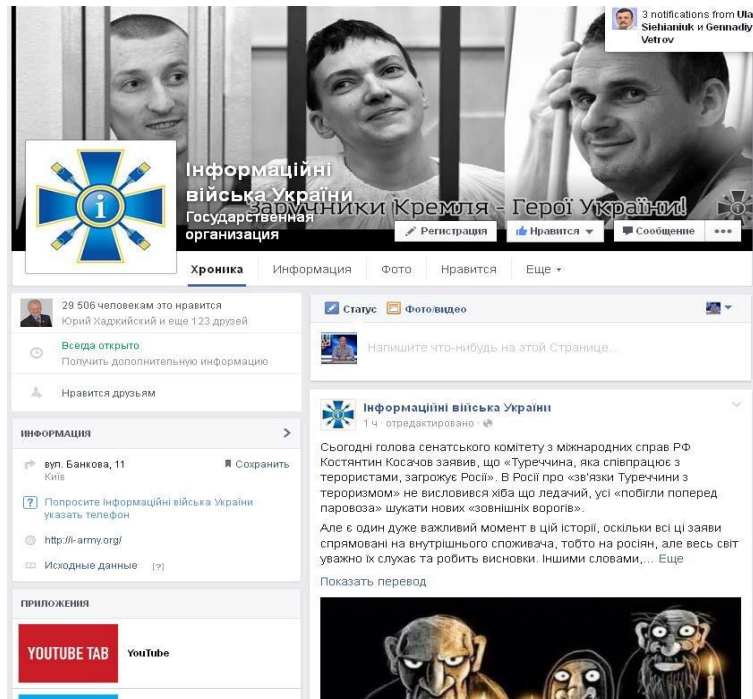 3 notifications from Ula
Siehianiuk и Gennadiy
Vetrov
Інформаційні
війська України
Заручники Кремля - Герої України!
Государственная
организация
Регистрация
Нравится
Сообщение
Хроника
Информация
Фото
Нравится
Еще
29 506 человекам это нравится
Юрий Хаджийский и еще 123 друзей
Всегда открыто
Получить дополнительную информацию
Нравится друзьям
ИНФОРМАЦИЯ
вул. Банкова, 11
Київ
Сохранить
? Попросите Інформаційні війська України
указать телефон
http://i-army.org/
Исходные данные [?]
ПРИЛОЖЕНИЯ
YOUTUBE TAB
YouTube
Статус
Фото/видео
Напишите что-нибудь на этой Странице...
Інформаційні війська України
1 ч · отредактировано ·
Сьогодні голова сенатського комітету з міжнародних справ РФ
Костянтин Косачов заявив, що «Туреччина, яка співпрацює з
терористами, загрожує Росії». В Росії про «зв'язки Туреччини з
тероризмом» не висловився хіба що ледачий, усі «побігли поперед
паровоза» шукати нових «зовнішніх ворогів».
Але є один дуже важливий момент в цій історії, оскільки всі ці заяви
спрямовані на внутрішнього споживача, тобто на росіян, але весь світ
уважно їх слухає та робить висновки. Іншими словами,... Еще
Показать перевод